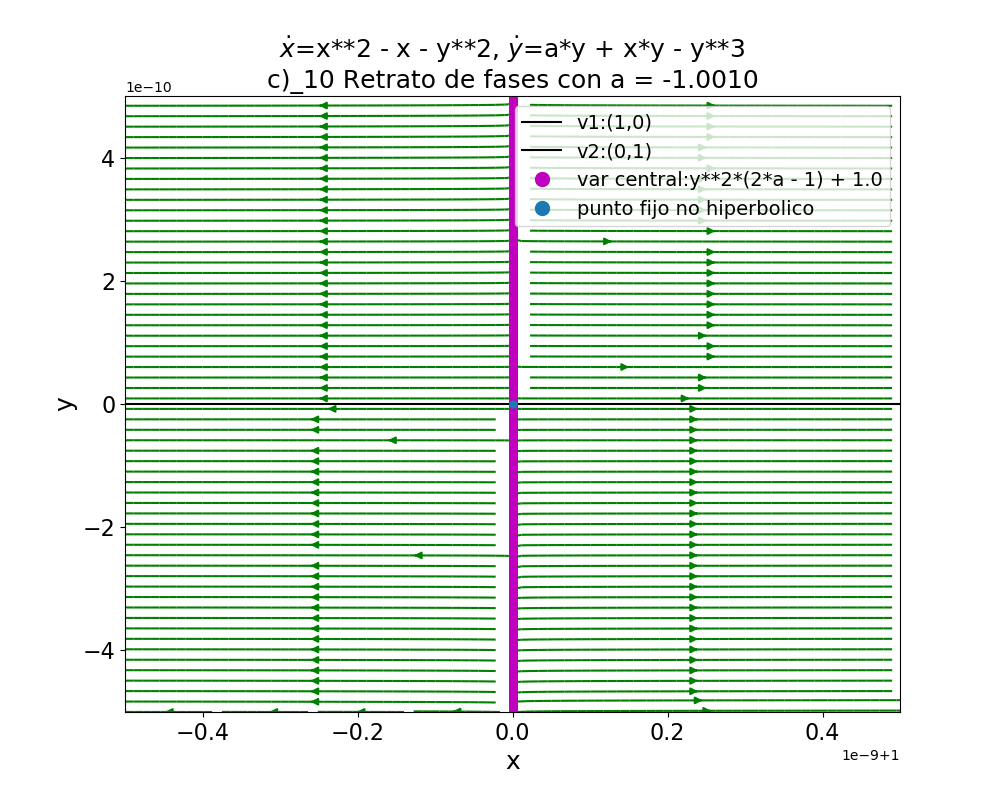 ẋ=x**2 - x - y**2, ẏ=a*y + x*y - y**3
c)_10 Retrato de fases con a = -1.0010
1e−10
v1:(1,0)
v2:(0,1)
var central:y**2*(2*a - 1) + 1.0
punto fijo no hiperbolico
4
2
0
−2
−4
y
−0.4
−0.2
0.0
0.2
0.4
x
1e−9+1